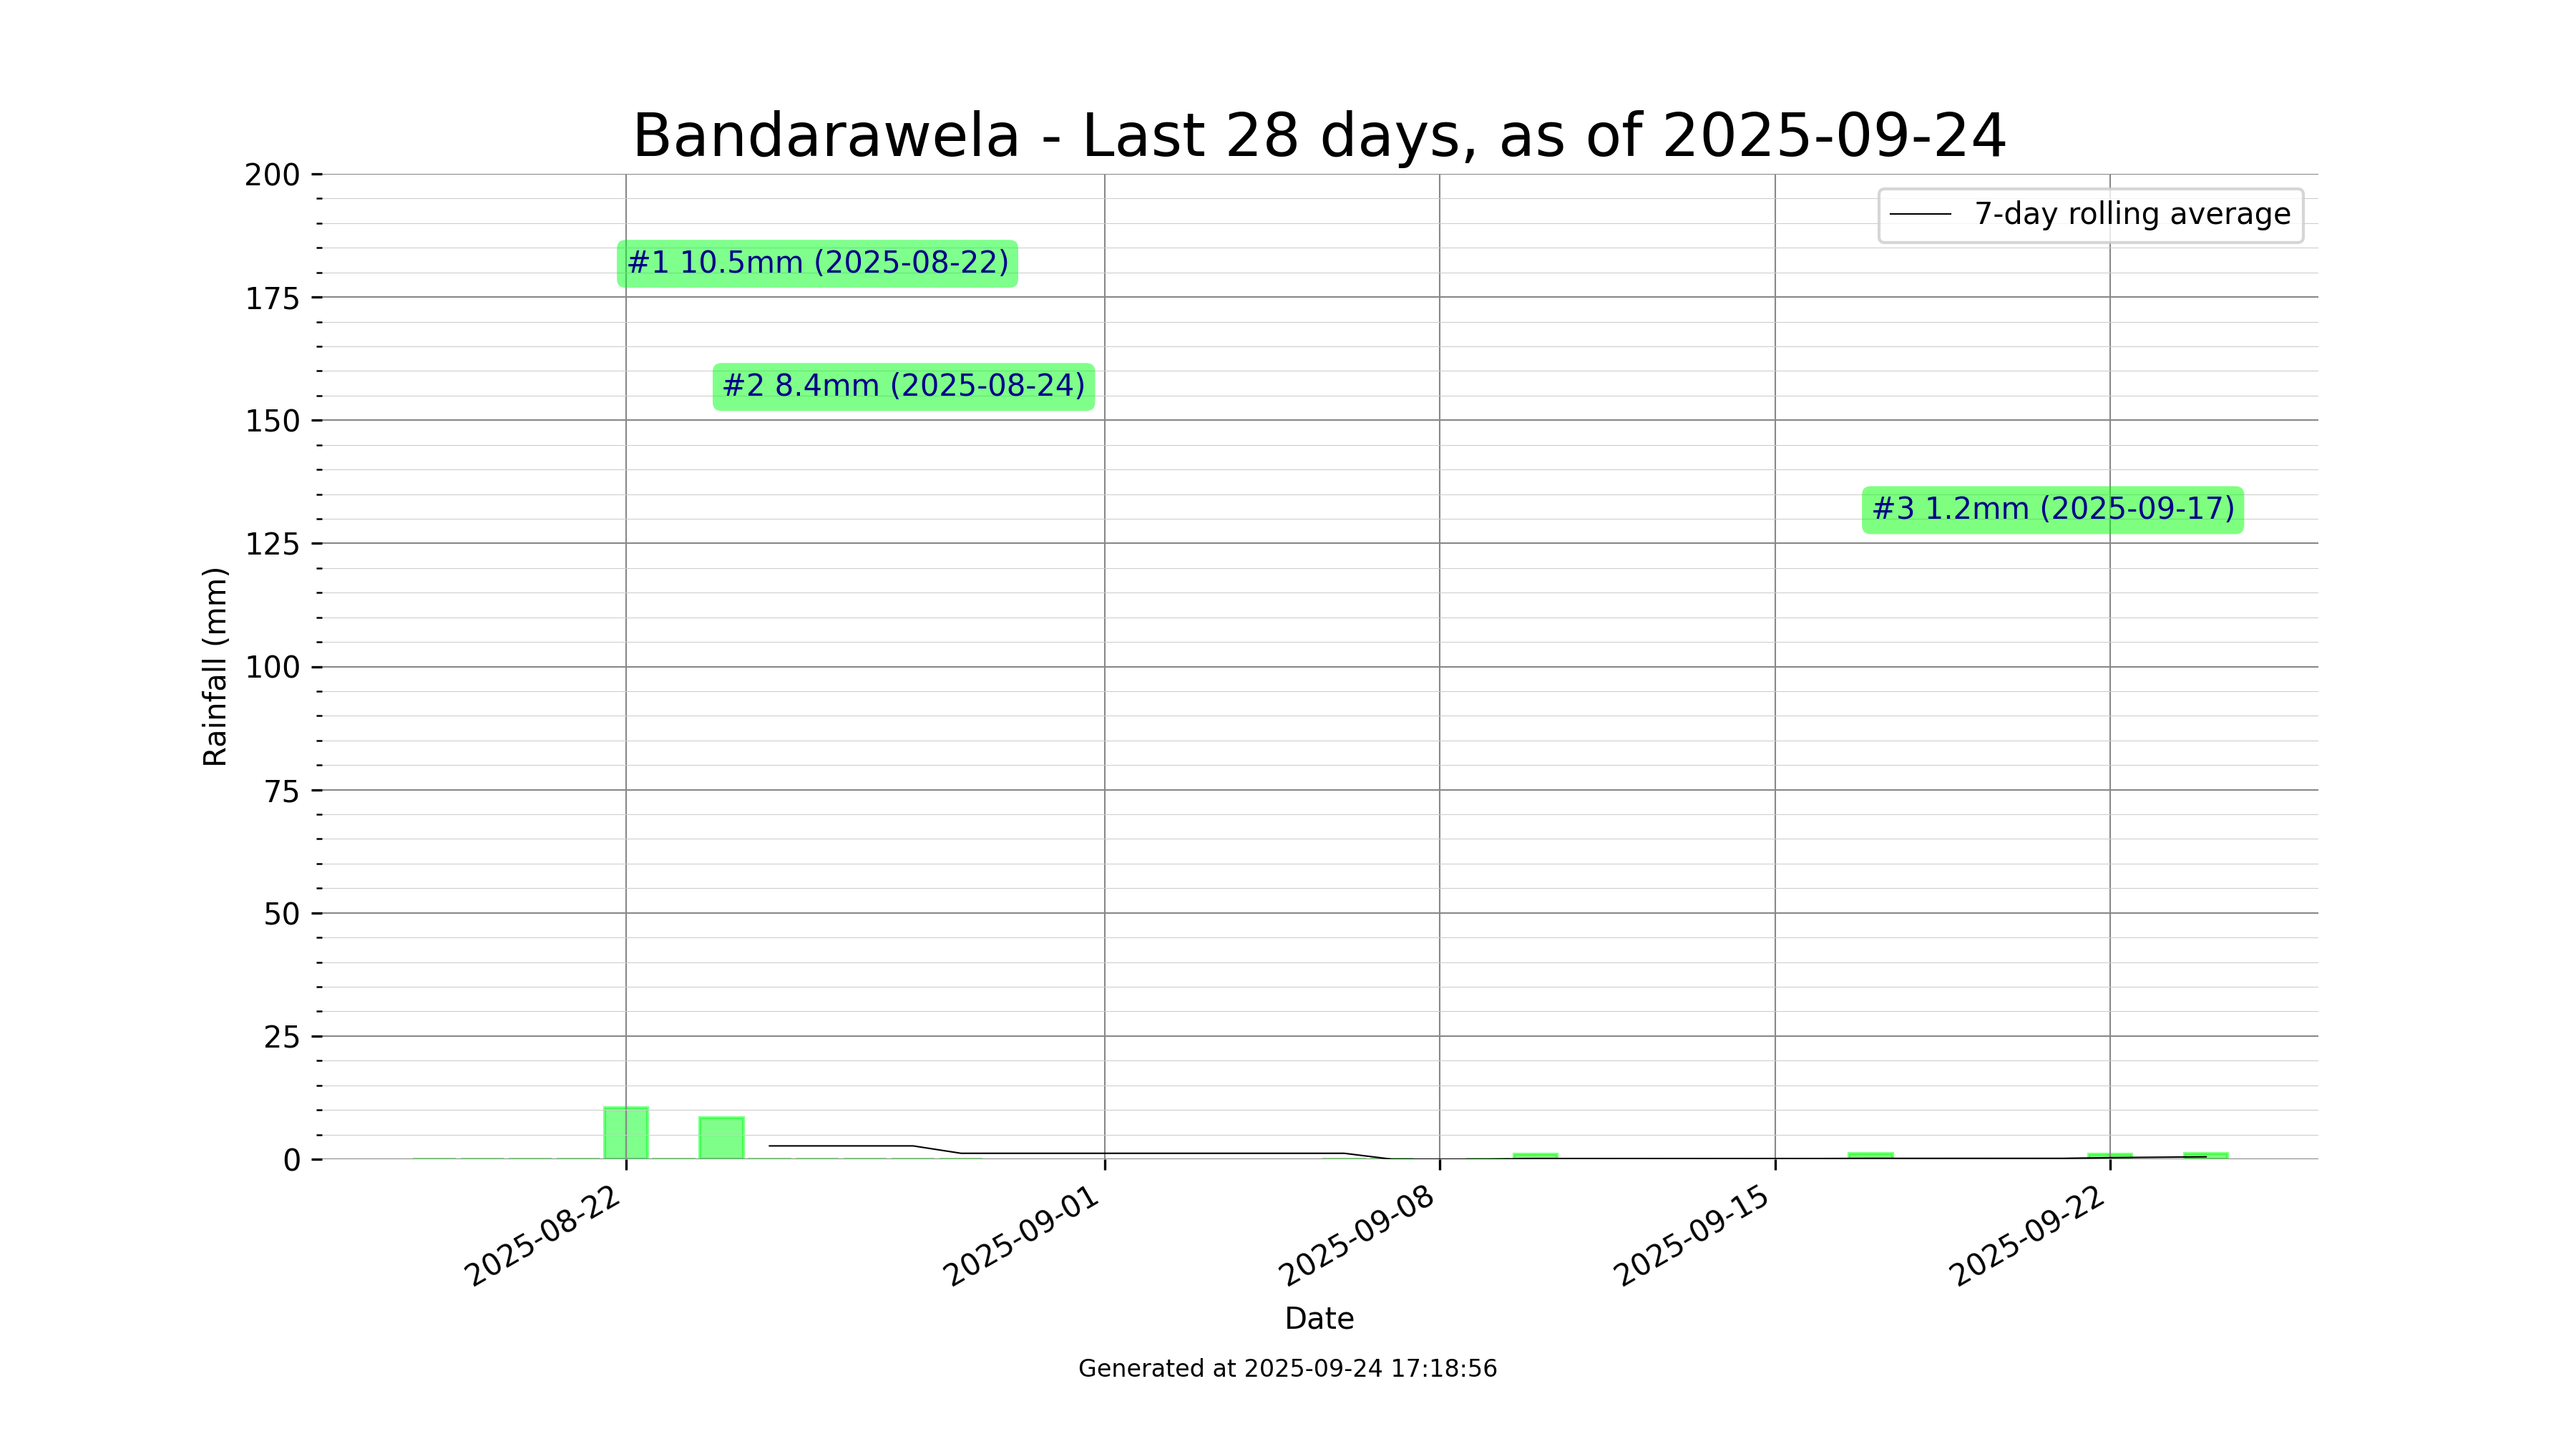 Bandarawela - Last 28 days, as of 2025-09-24
200
175
150
125
100
75
50
25
0
Rainfall (mm)
7-day rolling average
#1 10.5mm (2025-08-22)
#2 8.4mm (2025-08-24)
#3 1.2mm (2025-09-17)
2025-08-22
2025-09-01
2025-09-08
2025-09-15
2025-09-22
Date
Generated at 2025-09-24 17:18:56